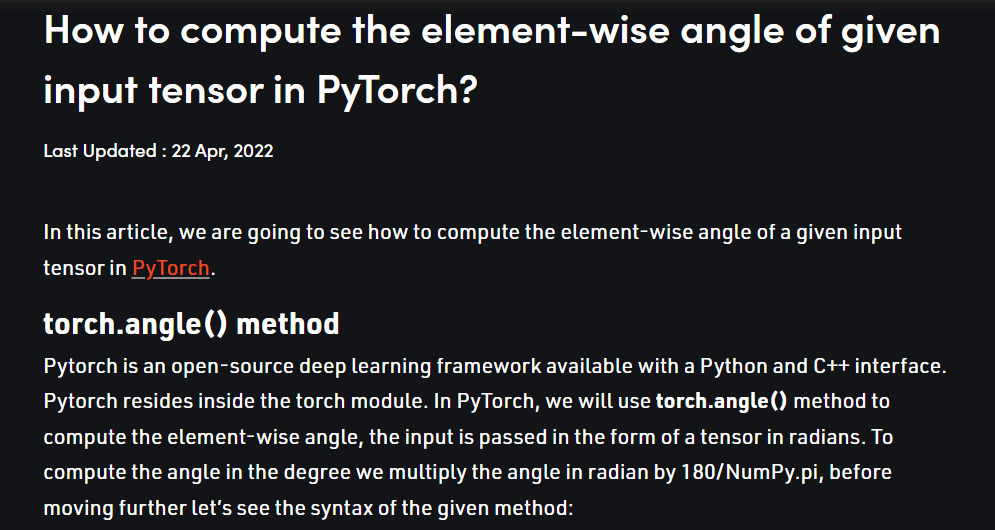 How to compute the element-wise angle of given
input tensor in PyTorch?
Last Updated : 22 Apr, 2022
In this article, we are going to see how to compute the element-wise angle of a given input
tensor in PyTorch.
torch.angle() method
Pytorch is an open-source deep learning framework available with a Python and C++ interface.
Pytorch resides inside the torch module. In PyTorch, we will use torch.angle() method to
compute the element-wise angle, the input is passed in the form of a tensor in radians. To
compute the angle in the degree we multiply the angle in radian by 180/NumPy.pi, before
moving further let’s see the syntax of the given method: